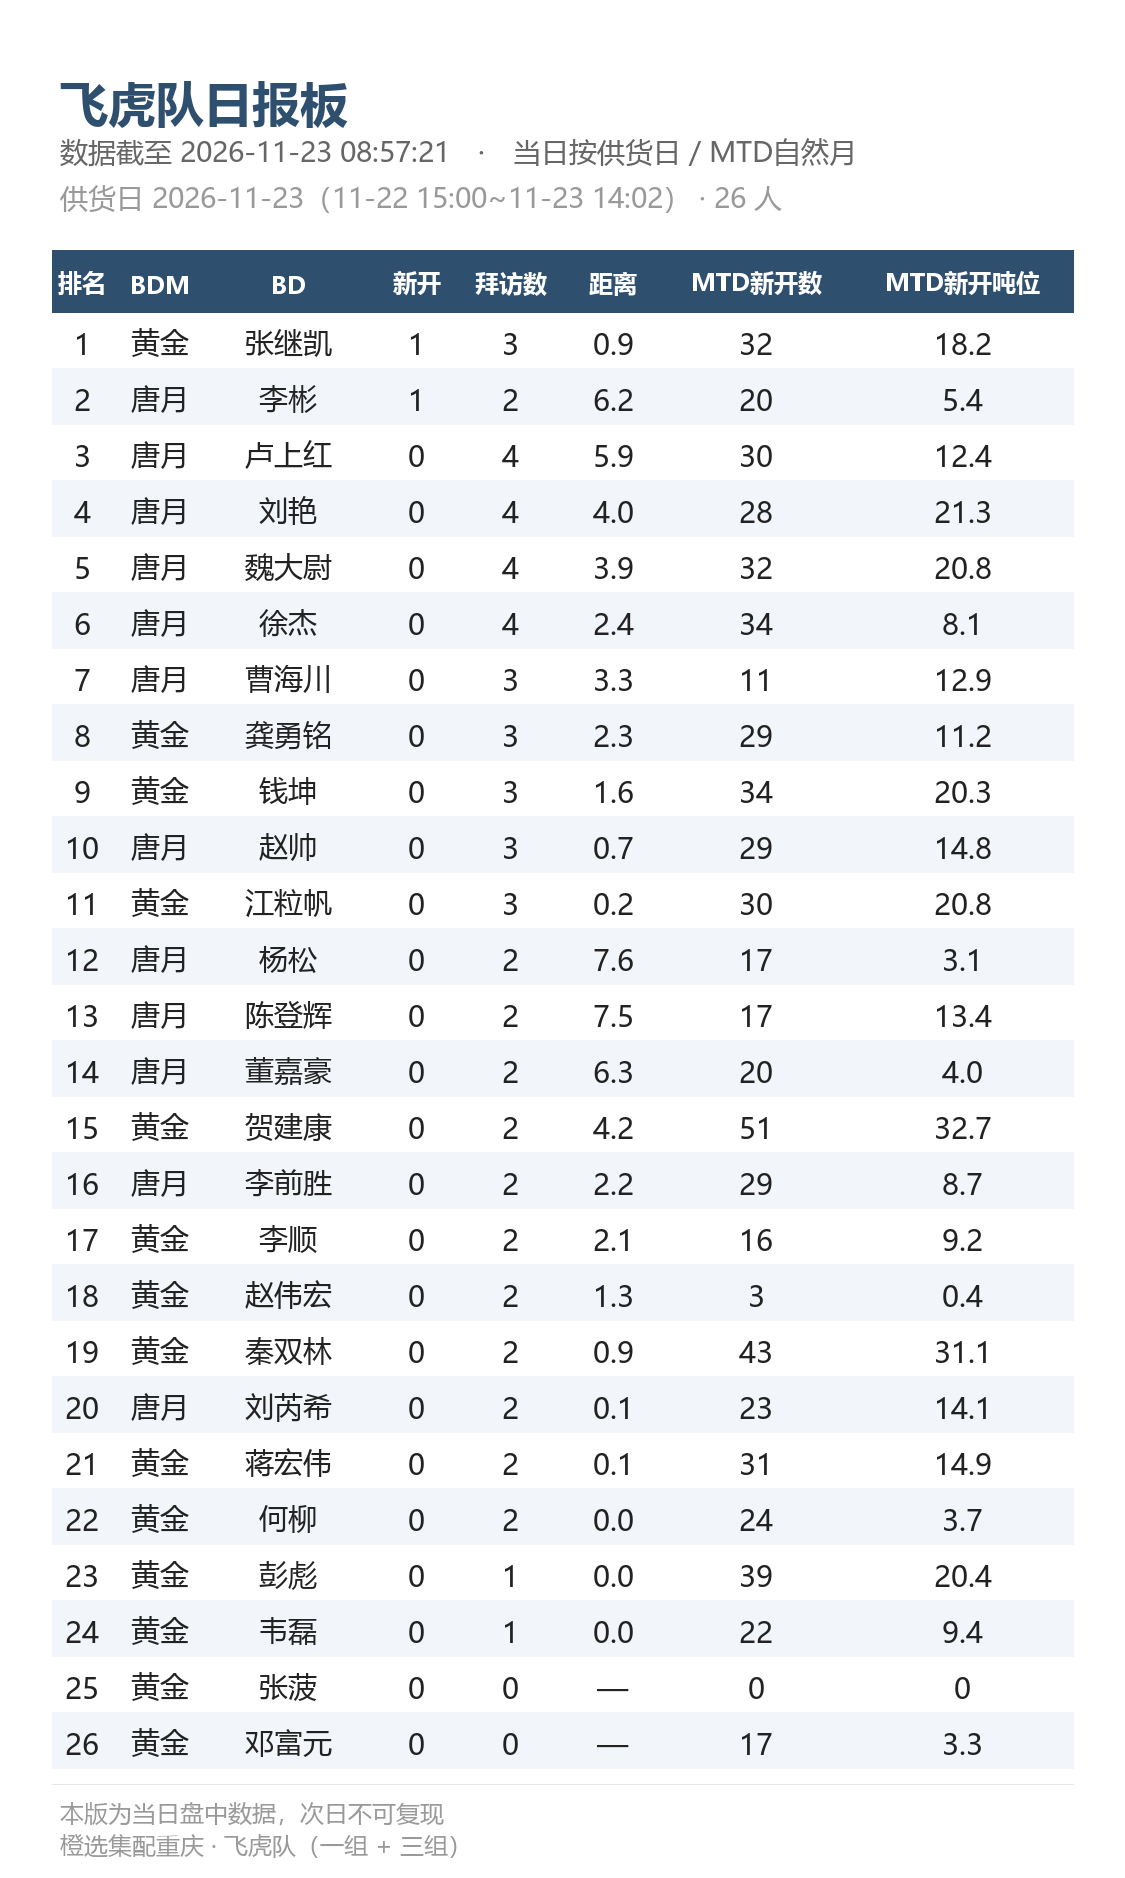 飞虎队日报板
数据截至 2026-11-23 08:57:21 · 当日按供货日 / MTD自然月
供货日 2026-11-23（11-22 15:00~11-23 14:02） · 26 人
排名 BDM BD 新开 拜访数 距离 MTD新开数 MTD新开吨位
1 黄金 张继凯 1 3 0.9 32 18.2
2 唐月 李彬 1 2 6.2 20 5.4
3 唐月 卢上红 0 4 5.9 30 12.4
4 唐月 刘艳 0 4 4.0 28 21.3
5 唐月 魏大尉 0 4 3.9 32 20.8
6 唐月 徐杰 0 4 2.4 34 8.1
7 唐月 曹海川 0 3 3.3 11 12.9
8 黄金 龚勇铭 0 3 2.3 29 11.2
9 黄金 钱坤 0 3 1.6 34 20.3
10 唐月 赵帅 0 3 0.7 29 14.8
11 黄金 江粒帆 0 3 0.2 30 20.8
12 唐月 杨松 0 2 7.6 17 3.1
13 唐月 陈登辉 0 2 7.5 17 13.4
14 唐月 董嘉豪 0 2 6.3 20 4.0
15 黄金 贺建康 0 2 4.2 51 32.7
16 唐月 李前胜 0 2 2.2 29 8.7
17 黄金 李顺 0 2 2.1 16 9.2
18 黄金 赵伟宏 0 2 1.3 3 0.4
19 黄金 秦双林 0 2 0.9 43 31.1
20 唐月 刘芮希 0 2 0.1 23 14.1
21 黄金 蒋宏伟 0 2 0.1 31 14.9
22 黄金 何柳 0 2 0.0 24 3.7
23 黄金 彭彪 0 1 0.0 39 20.4
24 黄金 韦磊 0 1 0.0 22 9.4
25 黄金 张菠 0 0 — 0 0
26 黄金 邓富元 0 0 — 17 3.3
本版为当日盘中数据，次日不可复现
橙选集配重庆 · 飞虎队（一组 + 三组）